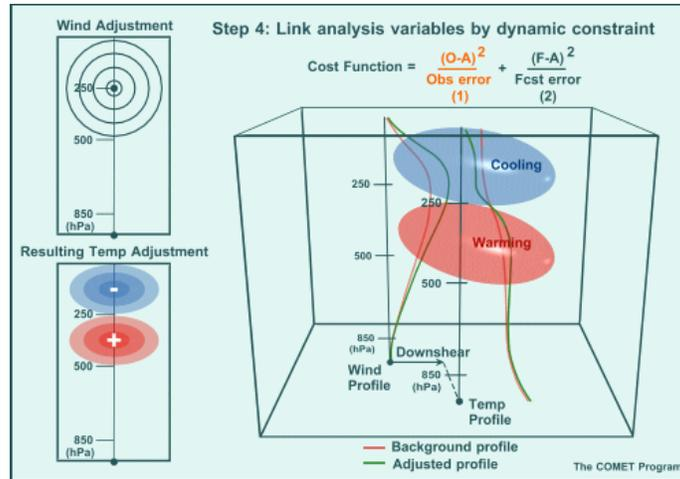 Wind Adjustment
250
500
850
(hPa)
Resulting Temp Adjustment
-
250
+
500
850
(hPa)
Step 4: Link analysis variables by dynamic constraint
Cost Function = (O-A)2 + (F-A)2
Obs error Fcst error
(1) (2)
Cooling
250
250
Warming
500
500
850
(hPa)
Downshear
Wind
Profile
850
(hPa)
Temp
Profile
Background profile
Adjusted profile
The COMET Program